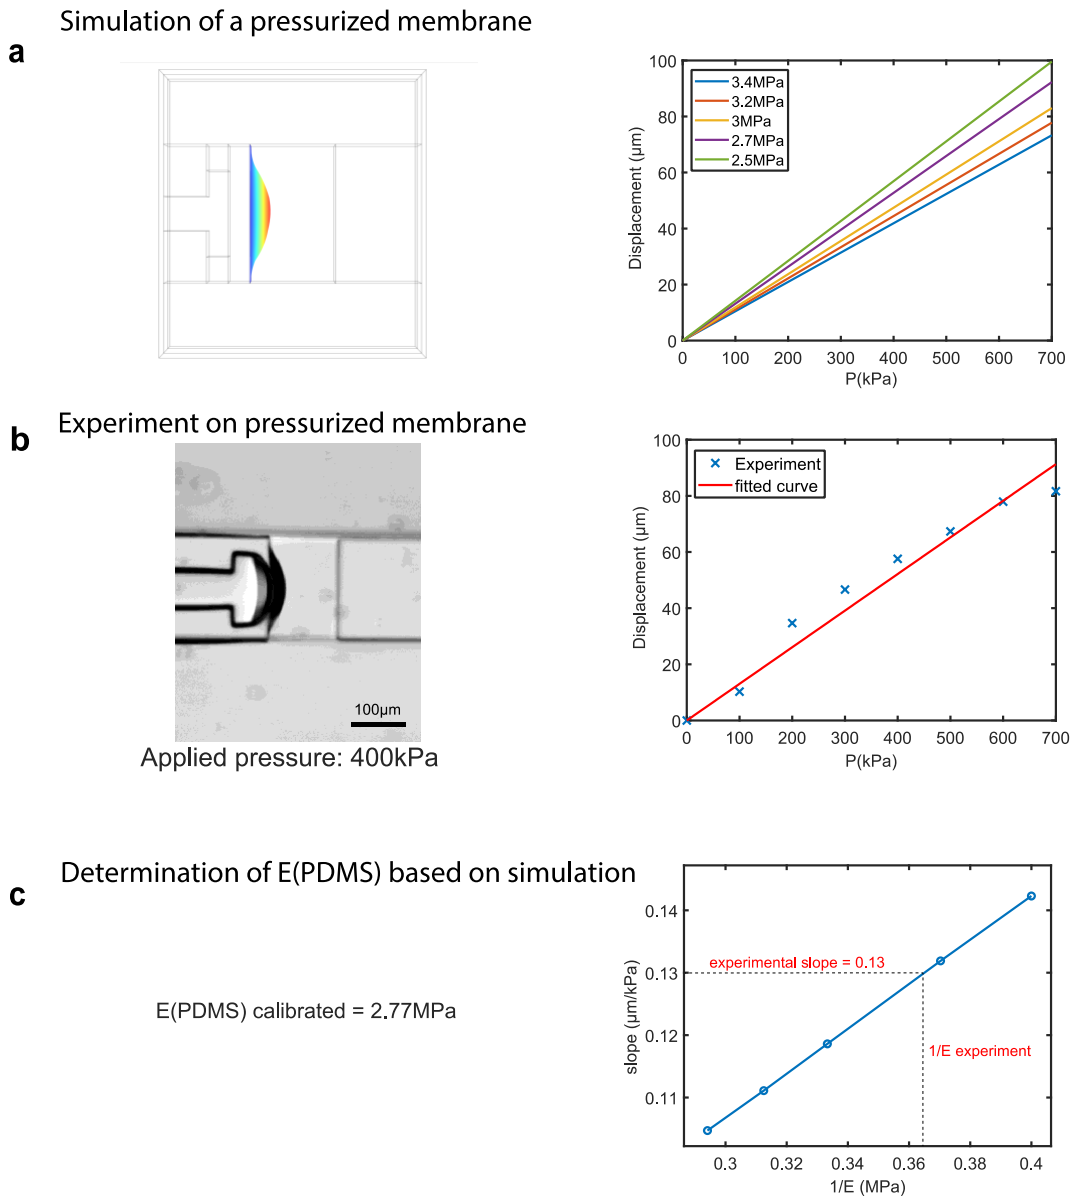 Simulation of a pressurized membrane
a
100
80
60
40
20
0
Displacement (μm)
3.4MPa
3.2MPa
3MPa
2.7MPa
2.5MPa
0 100 200 300 400 500 600 700
P(kPa)
Experiment on pressurized membrane
b
100μm
Applied pressure: 400kPa
100
80
60
40
20
0
Displacement (μm)
Experiment
fitted curve
0 100 200 300 400 500 600 700
P(kPa)
Determination of E(PDMS) based on simulation
c
E(PDMS) calibrated = 2.77MPa
0.14
0.13
0.12
0.11
slope (μm/kPa)
experimental slope = 0.13
1/E experiment
0.3 0.32 0.34 0.36 0.38 0.4
1/E (MPa)